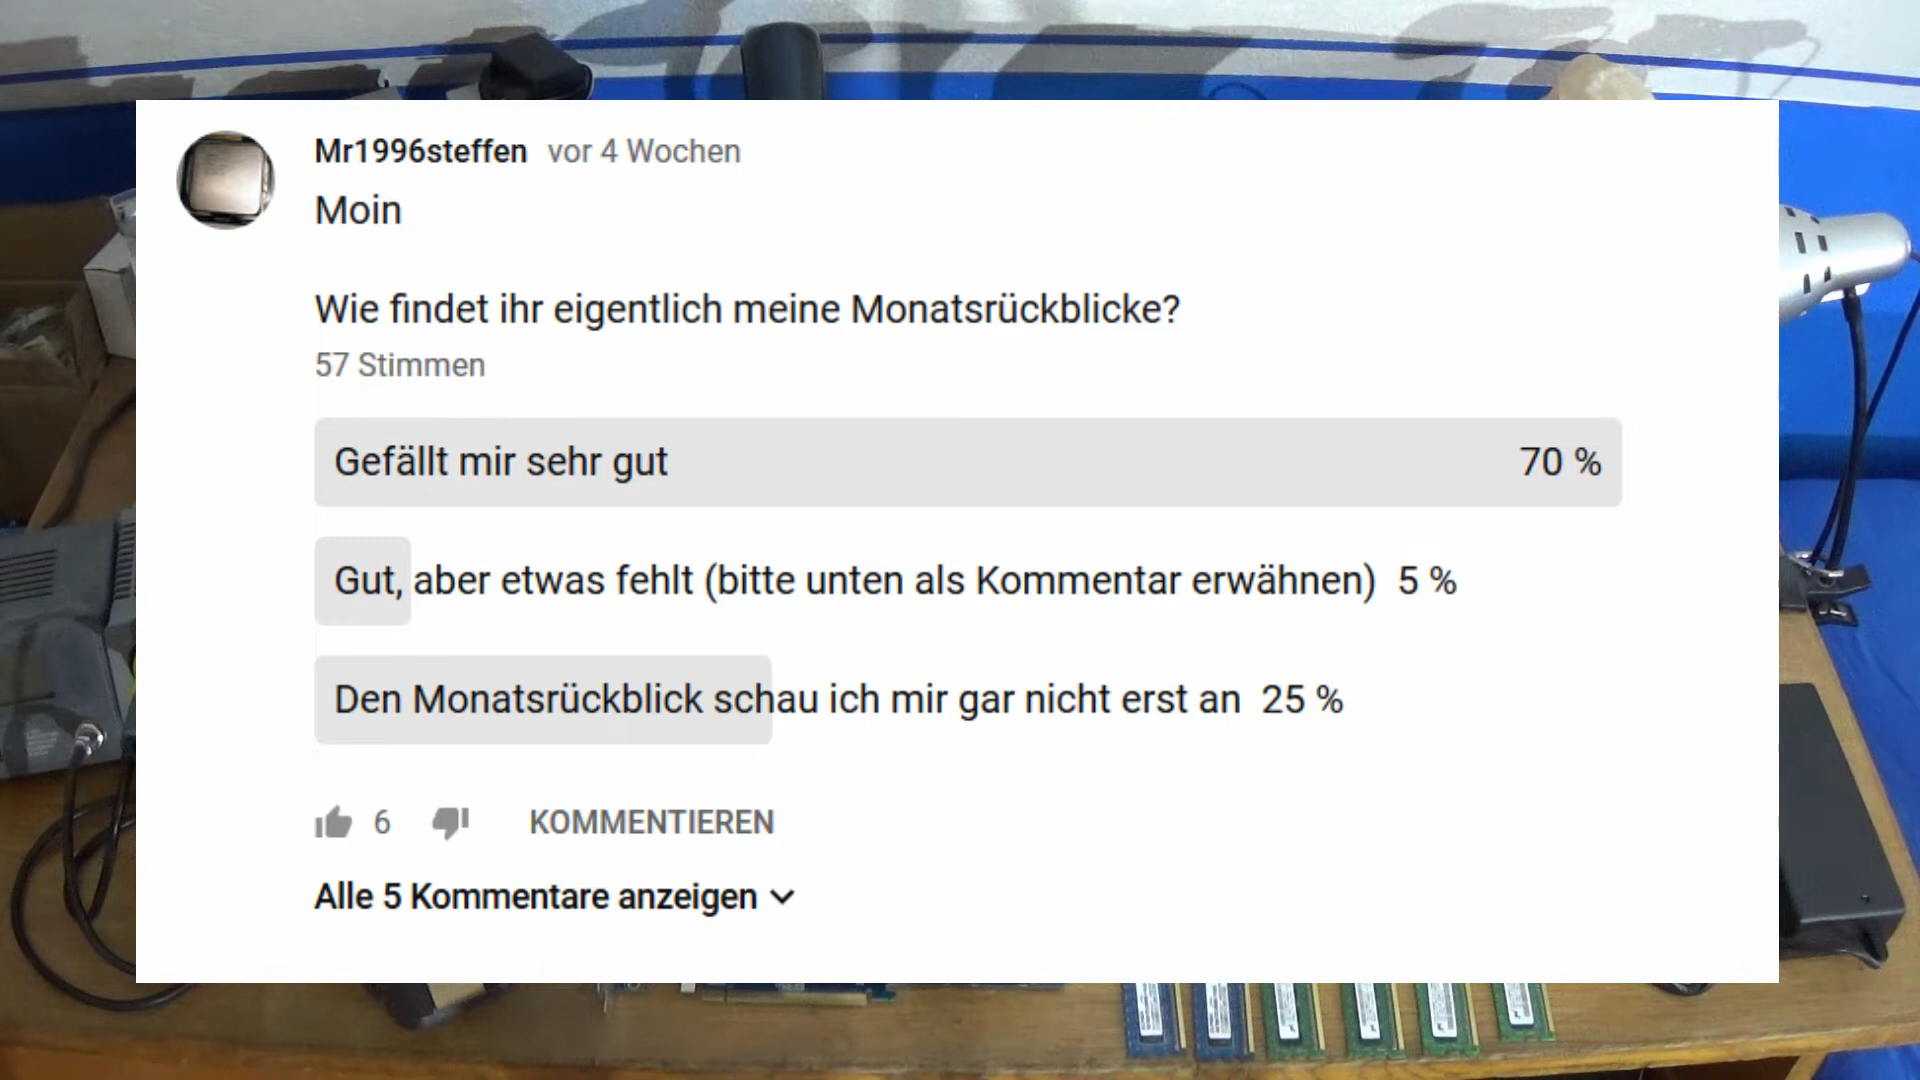 Mr1996steffen vor 4 Wochen
Moin
Wie findet ihr eigentlich meine Monatsrückblicke?
57 Stimmen
Gefällt mir sehr gut 70 %
Gut, aber etwas fehlt (bitte unten als Kommentar erwähnen) 5 %
Den Monatsrückblick schau ich mir gar nicht erst an 25 %
6 KOMMENTIEREN
Alle 5 Kommentare anzeigen